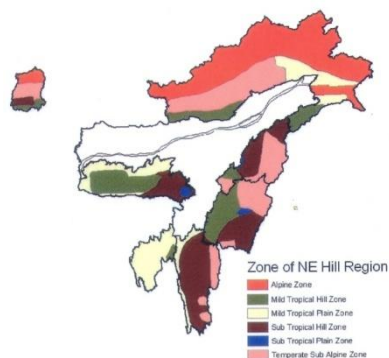 Zone of NE Hill Region
Alpine Zone
Mild Tropical Hill Zone
Mild Tropical Plain Zone
Sub Tropical Hill Zone
Sub Tropical Plain Zone
Temperate Sub Alpine Zone